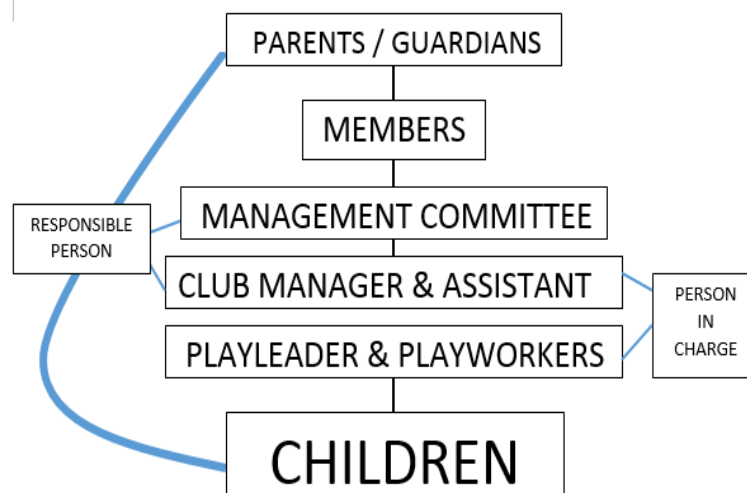 PARENTS / GUARDIANS
MEMBERS
RESPONSIBLE
PERSON
MANAGEMENT COMMITTEE
CLUB MANAGER & ASSISTANT
PERSON
IN
CHARGE
PLAYLEADER & PLAYWORKERS
CHILDREN